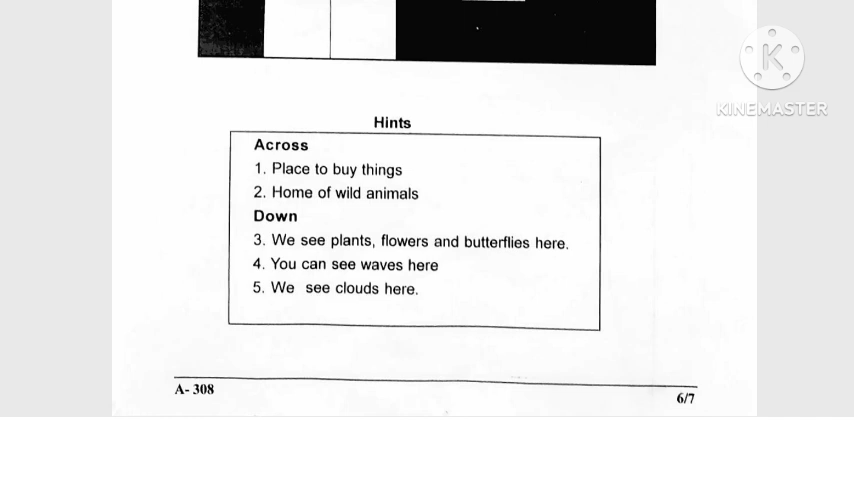 KINEMASTER
Hints
Across
1. Place to buy things
2. Home of wild animals
Down
3. We see plants, flowers and butterflies here.
4. You can see waves here
5. We see clouds here.
A- 308
6/7